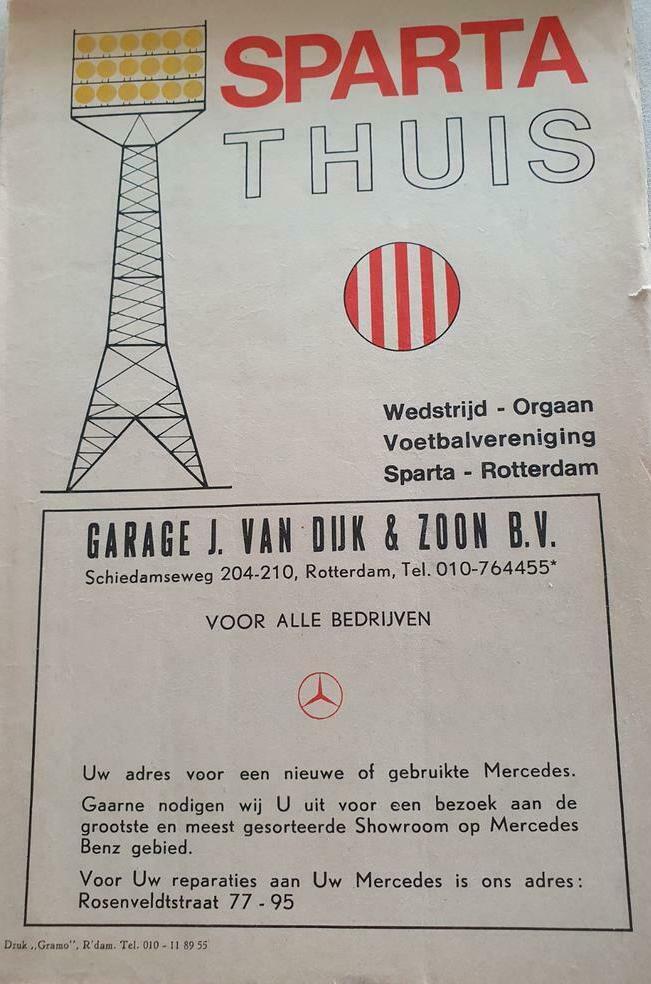 SPARTA
THUIS
Wedstrijd - Orgaan
Voetbalvereniging
Sparta - Rotterdam
GARAGE J. VAN DIJK & ZOON B.V.
Schiedamseweg 204-210, Rotterdam, Tel. 010-764455*
VOOR ALLE BEDRIJVEN
Uw adres voor een nieuwe of gebruikte Mercedes.
Gaarne nodigen wij U uit voor een bezoek aan de
grootste en meest gesorteerde Showroom op Mercedes
Benz gebied.
Voor Uw reparaties aan Uw Mercedes is ons adres:
Rosenveldtstraat 77 - 95
Druk ,,Gramo", R'dam. Tel. 010 - 11 89 55